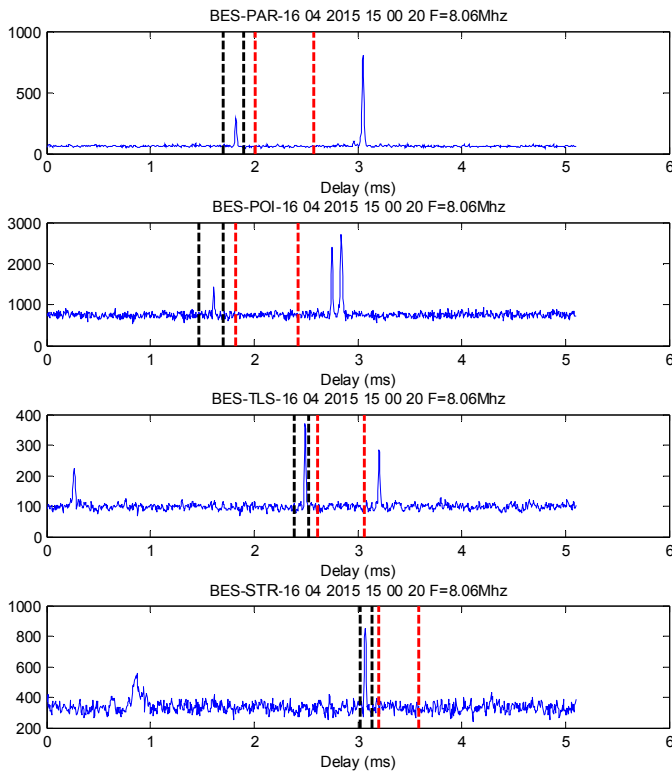 BES-PAR-16 04 2015 15 00 20 F=8.06Mhz
1000
500
0
0 1 2 3 4 5 6
Delay (ms)
BES-POI-16 04 2015 15 00 20 F=8.06Mhz
3000
2000
1000
0
0 1 2 3 4 5 6
Delay (ms)
BES-TLS-16 04 2015 15 00 20 F=8.06Mhz
400
300
200
100
0
0 1 2 3 4 5 6
Delay (ms)
BES-STR-16 04 2015 15 00 20 F=8.06Mhz
1000
800
600
400
200
0 1 2 3 4 5 6
Delay (ms)